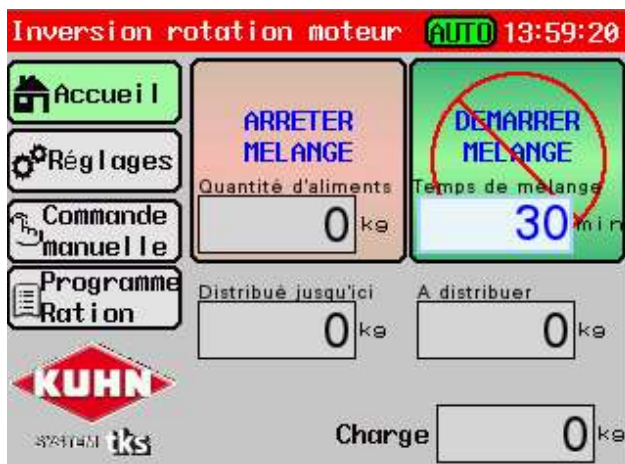 Inversion rotation moteur AUTO 13:59:20
Accueil
Réglages
Commande
manuelle
Programme
Ration
ARRETER
MELANGE
Quantité d'aliments
0 kg
DEMARRER
MELANGE
Temps de mélange
30 min
Distribué jusqu'ici
0 kg
A distribuer
0 kg
KUHN
SYSTEM tks
Charge 0 kg